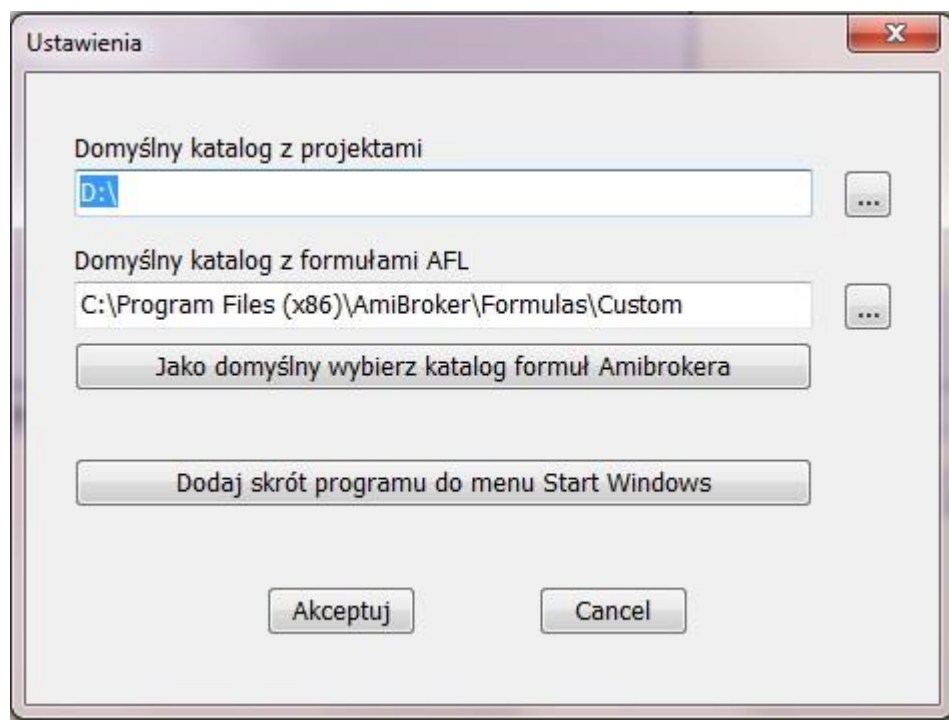 Ustawienia
Domyślny katalog z projektami
D:\
...
Domyślny katalog z formułami AFL
C:\Program Files (x86)\AmiBroker\Formulas\Custom
...
Jako domyślny wybierz katalog formuł Amibrokera
Dodaj skrót programu do menu Start Windows
Akceptuj
Cancel